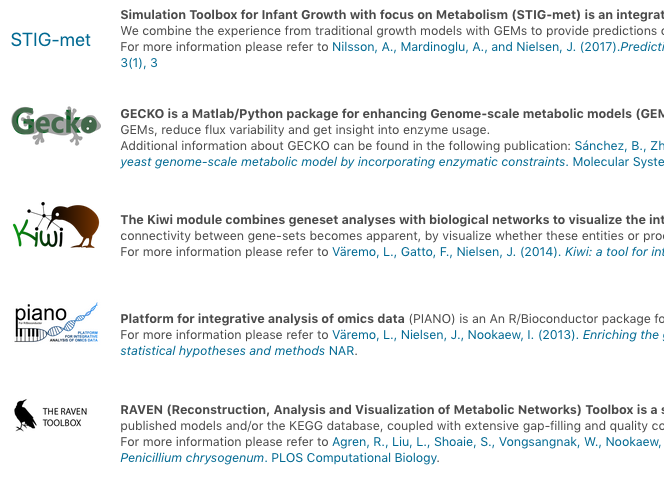 STIG-met
Simulation Toolbox for Infant Growth with focus on Metabolism (STIG-met) is an
We combine the experience from traditional growth models with GEMs to provide predictions
For more information please refer to Nilsson, A., Mardinoglu, A., and Nielsen, J. (2017).
3(1), 3
Gecko
GECKO is a Matlab/Python package for enhancing Genome-scale metabolic models
GEMs, reduce flux variability and get insight into enzyme usage.
Additional information about GECKO can be found in the following publication: Sánchez, B.,
yeast genome-scale metabolic model by incorporating enzymatic constraints. Molecular
Kiwi
The Kiwi module combines geneset analyses with biological networks to visualize the
connectivity between gene-sets becomes apparent, by visualize whether these entities or
For more information please refer to Väremo, L., Gatto, F., Nielsen, J. (2014). Kiwi: a tool for
piano
PLATFORM
FOR INTEGRATIVE
ANALYSIS OF OMICS DATA
Platform for integrative analysis of omics data (PIANO) is an An R/Bioconductor package
For more information please refer to Väremo, L., Nielsen, J., Nookaew, I. (2013). Enriching the
statistical hypotheses and methods NAR.
THE RAVEN
TOOLBOX
RAVEN (Reconstruction, Analysis and Visualization of Metabolic Networks) Toolbox is a
published models and/or the KEGG database, coupled with extensive gap-filling and quality
For more information please refer to Agren, R., Liu, L., Shoaie, S., Vongsangnak, W., Nookaew,
Penicillium chrysogenum. PLOS Computational Biology.